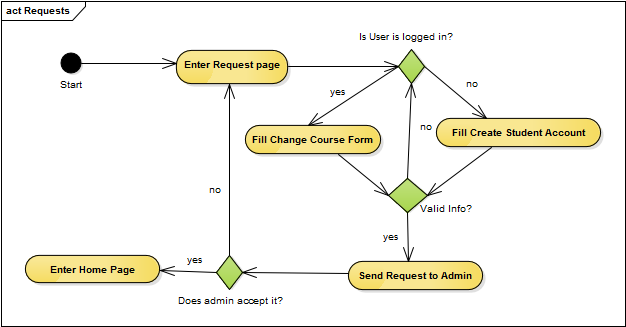 act Requests
Is User is logged in?
Enter Request page
Start
yes
no
Fill Change Course Form
no
Fill Create Student Account
no
Valid Info?
yes
Enter Home Page
yes
Send Request to Admin
Does admin accept it?